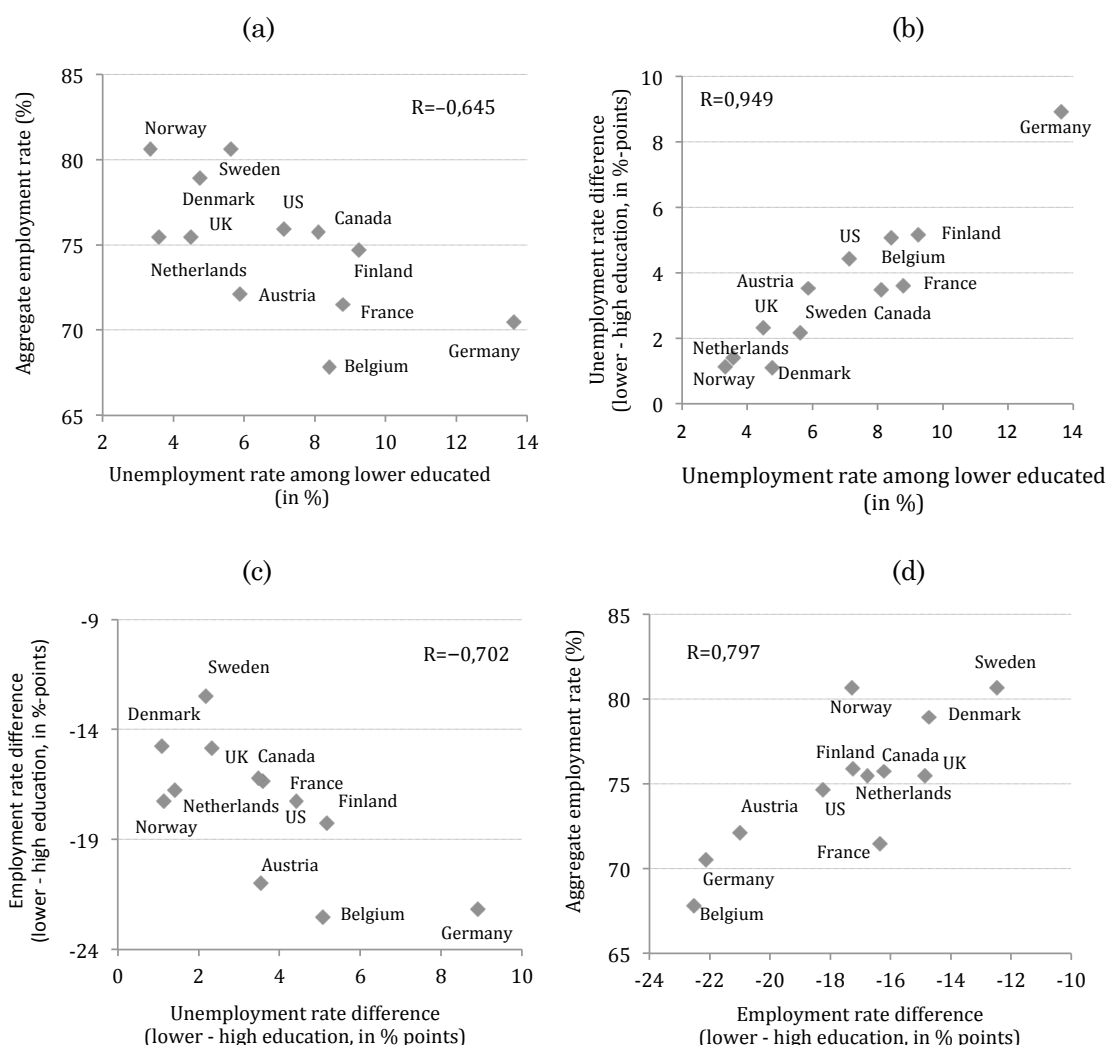 (a)
Aggregate employment rate (%)
85
80
75
70
65
R=–0,645
Norway
Sweden
Denmark
US
UK
Canada
Netherlands
Finland
Austria
France
Germany
Belgium
2 4 6 8 10 12 14
Unemployment rate among lower educated
(in %)
(b)
Unemployment rate difference
(lower - high education, in %-points)
10
8
6
4
2
0
R=0,949
Germany
US
Finland
Belgium
Austria
France
UK
Sweden
Canada
Netherlands
Norway
Denmark
2 4 6 8 10 12 14
Unemployment rate among lower educated
(in %)
(c)
Employment rate difference
(lower - high education, in %-points)
-9
-14
-19
-24
R=–0,702
Sweden
Denmark
UK
Canada
France
Netherlands
Finland
US
Norway
Austria
Belgium
Germany
0 2 4 6 8 10
Unemployment rate difference
(lower - high education, in % points)
(d)
Aggregate employment rate (%)
85
80
75
70
65
R=0,797
Sweden
Norway
Denmark
Finland
Canada
UK
Netherlands
US
Austria
France
Germany
Belgium
-24 -22 -20 -18 -16 -14 -12 -10
Employment rate difference
(lower - high education, in % points)